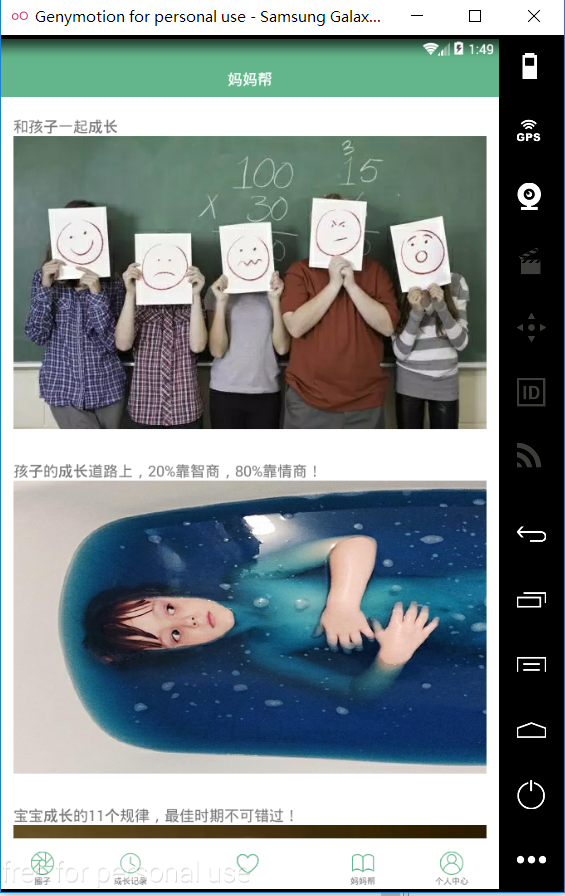 Genymotion for personal use - Samsung Galax...
1:49
妈妈帮
GPS
和孩子一起成长
3
100 15
x 30
孩子的成长道路上，20%靠智商，80%靠情商！
ID
宝宝成长的11个规律，最佳时期不可错过！
free for personal use
圈子 成长记录 妈妈帮 个人中心